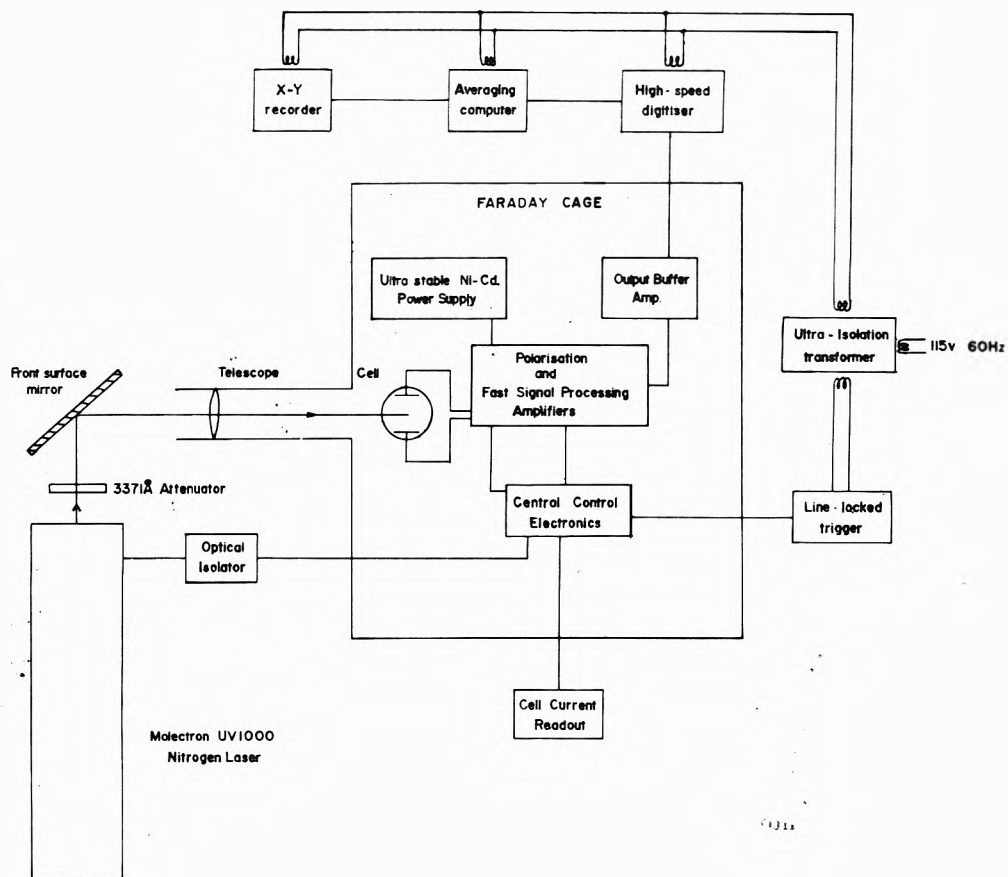 X-Y
recorder
Averaging
computer
High-speed
digitiser
FARADAY CAGE
Ultra stable Ni-Cd.
Power Supply
Output Buffer
Amp.
Ultra-Isolation
transformer
115v 60Hz
Polarisation
and
Fast Signal Processing
Amplifiers
Front surface
mirror
Telescope
Cell
3371Å Attenuator
Central Control
Electronics
Line-locked
trigger
Optical
Isolator
Cell Current
Readout
Molectron UV1000
Nitrogen Laser